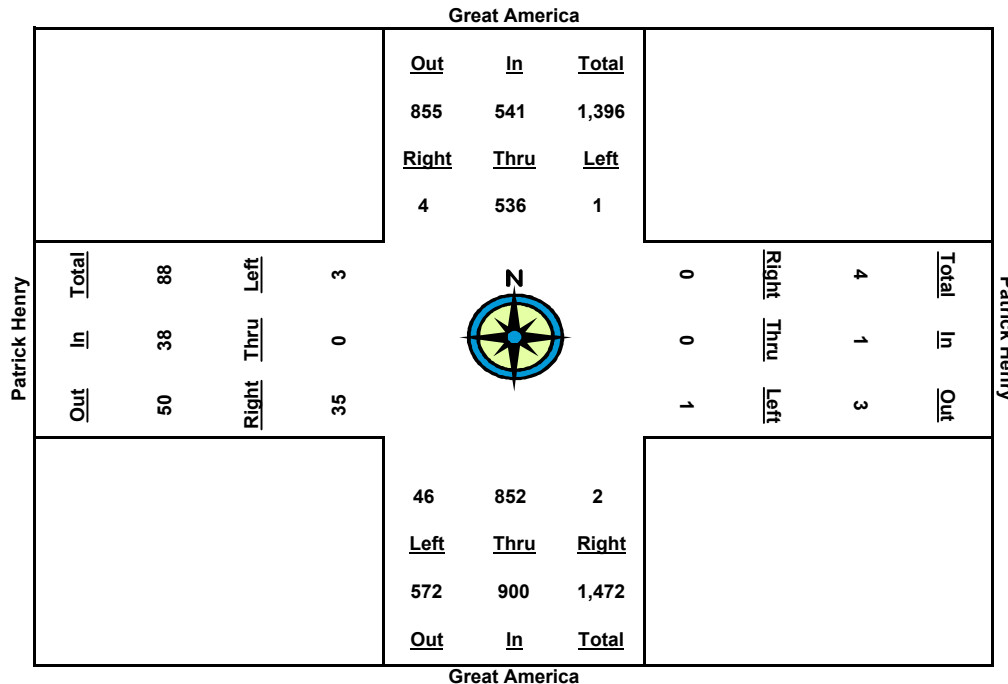 Great America
Out In Total
855 541 1,396
Right Thru Left
4 536 1
Patrick Henry
Total 88 Left 3
In 38 Thru 0
Out 50 Right 35
N
0 Right 4 Total
0 Thru 1 In
1 Left 3 Out
Patrick Henry
46 852 2
Left Thru Right
572 900 1,472
Out In Total
Great America